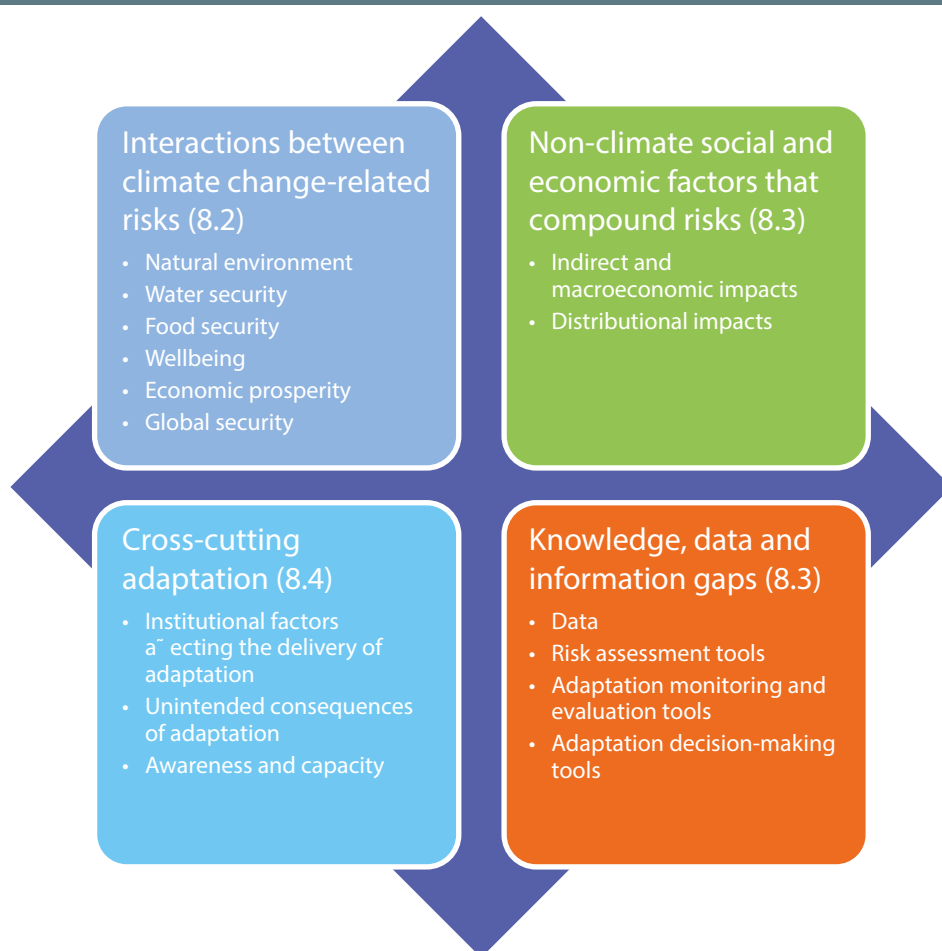 Interactions between
climate change-related
risks (8.2)
• Natural environment
• Water security
• Food security
• Wellbeing
• Economic prosperity
• Global security
Non-climate social and
economic factors that
compound risks (8.3)
• Indirect and
macroeconomic impacts
• Distributional impacts
Cross-cutting
adaptation (8.4)
• Institutional factors
a˜ ecting the delivery of
adaptation
• Unintended consequences
of adaptation
• Awareness and capacity
Knowledge, data and
information gaps (8.3)
• Data
• Risk assessment tools
• Adaptation monitoring and
evaluation tools
• Adaptation decision-making
tools